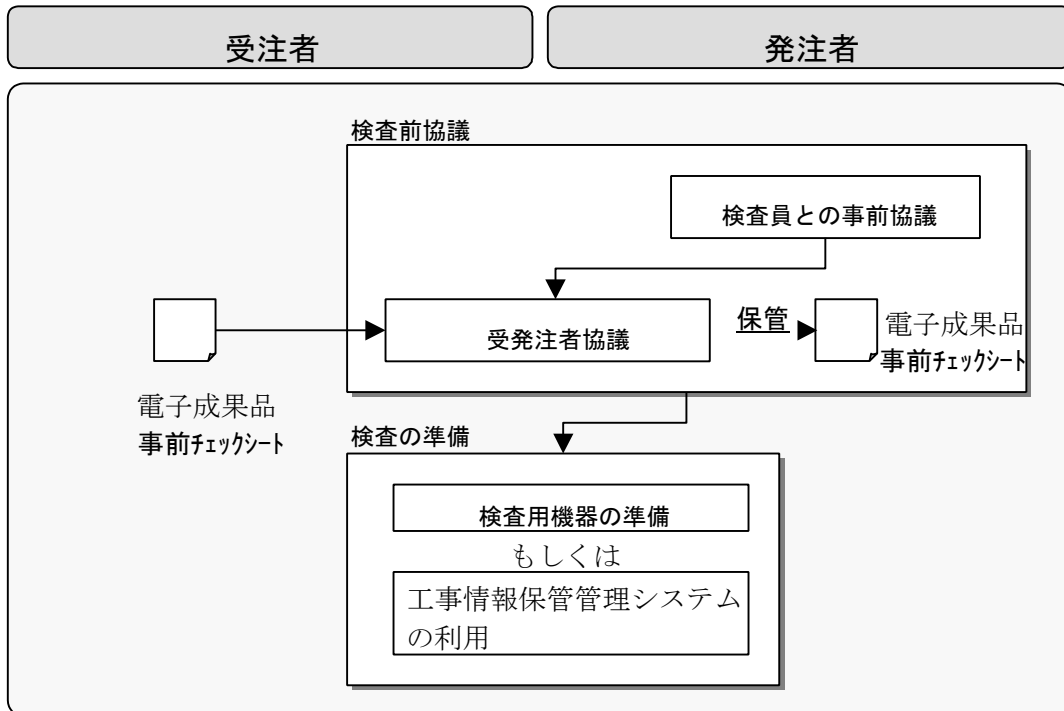 受注者
発注者
検査前協議
検査員との事前協議
受発注者協議
保管
電子成果品
事前ﾁｪｯｸｼｰﾄ
電子成果品
事前ﾁｪｯｸｼｰﾄ
検査の準備
検査用機器の準備
もしくは
工事情報保管管理システム
の利用